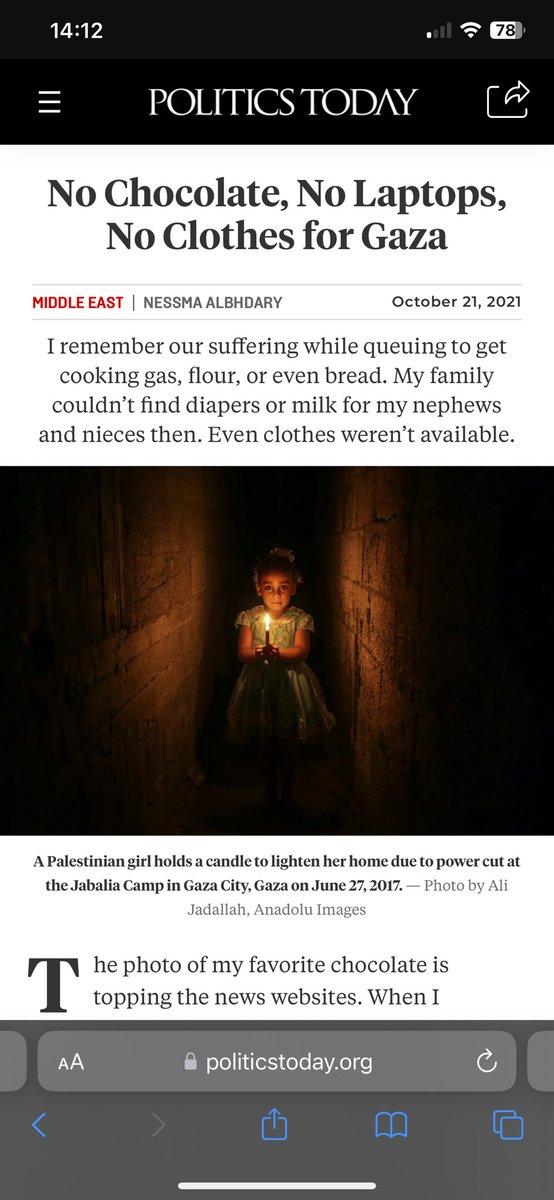 14:12
78
POLITICS TODAY
No Chocolate, No Laptops,
No Clothes for Gaza
MIDDLE EAST | NESSMA ALBHDARY October 21, 2021
I remember our suffering while queuing to get
cooking gas, flour, or even bread. My family
couldn’t find diapers or milk for my nephews
and nieces then. Even clothes weren’t available.
A Palestinian girl holds a candle to lighten her home due to power cut at
the Jabalia Camp in Gaza City, Gaza on June 27, 2017. — Photo by Ali
Jadallah, Anadolu Images
The photo of my favorite chocolate is
topping the news websites. When I
AA politicstoday.org